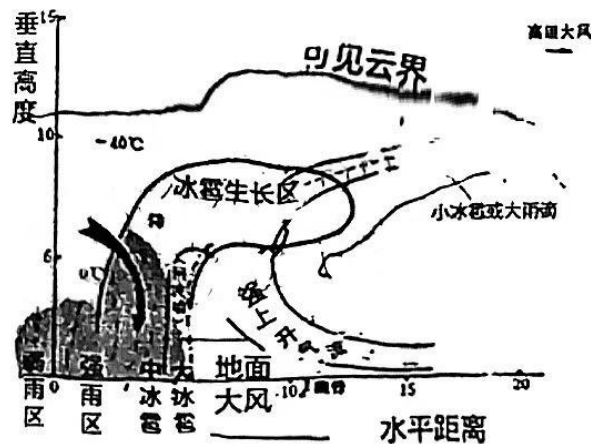 15
垂直高度
可见云界
高空大风
10
-40℃
冰雹生长区
小冰雹或大雨滴
6
0℃
强上升气流
0
弱雨区
强雨区
中冰雹
大冰雹
地面大风
10
15
20
水平距离